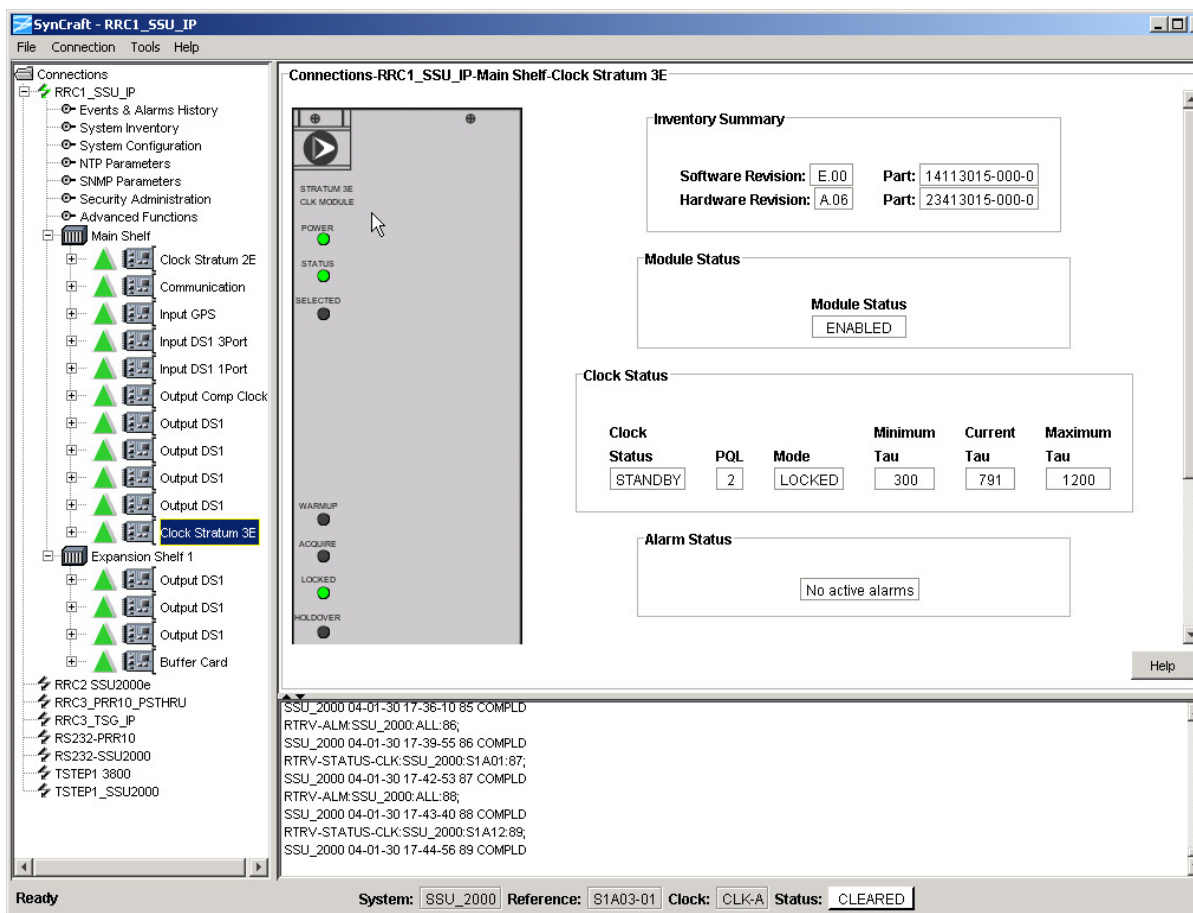 SynCraft - RRC1_SSU_IP
File Connection Tools Help
Connections
RRC1_SSU_IP
Events & Alarms History
System Inventory
System Configuration
NTP Parameters
SNMP Parameters
Security Administration
Advanced Functions
Main Shelf
Clock Stratum 2E
Communication
Input GPS
Input DS1 3Port
Input DS1 1Port
Output Comp Clock
Output DS1
Output DS1
Output DS1
Output DS1
Clock Stratum 3E
Expansion Shelf 1
Output DS1
Output DS1
Output DS1
Buffer Card
RRC2 SSU2000e
RRC3_PRR10_PSTHRU
RRC3_TSG_IP
RS232-PRR10
RS232-SSU2000
TSTEP1 3800
TSTEP1_SSU2000
Connections-RRC1_SSU_IP-Main Shelf-Clock Stratum 3E
STRATUM 3E
CLK MODULE
POWER
STATUS
SELECTED
WARMUP
ACQUIRE
LOCKED
HOLDOVER
Inventory Summary
Software Revision: E.00 Part: 14113015-000-0
Hardware Revision: A.06 Part: 23413015-000-0
Module Status
Module Status
ENABLED
Clock Status
Clock Minimum Current Maximum
Status PQL Mode Tau Tau Tau
STANDBY 2 LOCKED 300 791 1200
Alarm Status
No active alarms
Help
SSU_2000 04-01-30 17-36-10 85 COMPLD
RTRV-ALM:SSU_2000:ALL:86;
SSU_2000 04-01-30 17-39-55 86 COMPLD
RTRV-STATUS-CLK:SSU_2000:S1A01:87;
SSU_2000 04-01-30 17-42-53 87 COMPLD
RTRV-ALM:SSU_2000:ALL:88;
SSU_2000 04-01-30 17-43-40 88 COMPLD
RTRV-STATUS-CLK:SSU_2000:S1A12:89;
SSU_2000 04-01-30 17-44-56 89 COMPLD
Ready System: SSU_2000 Reference: S1A03-01 Clock: CLK-A Status: CLEARED